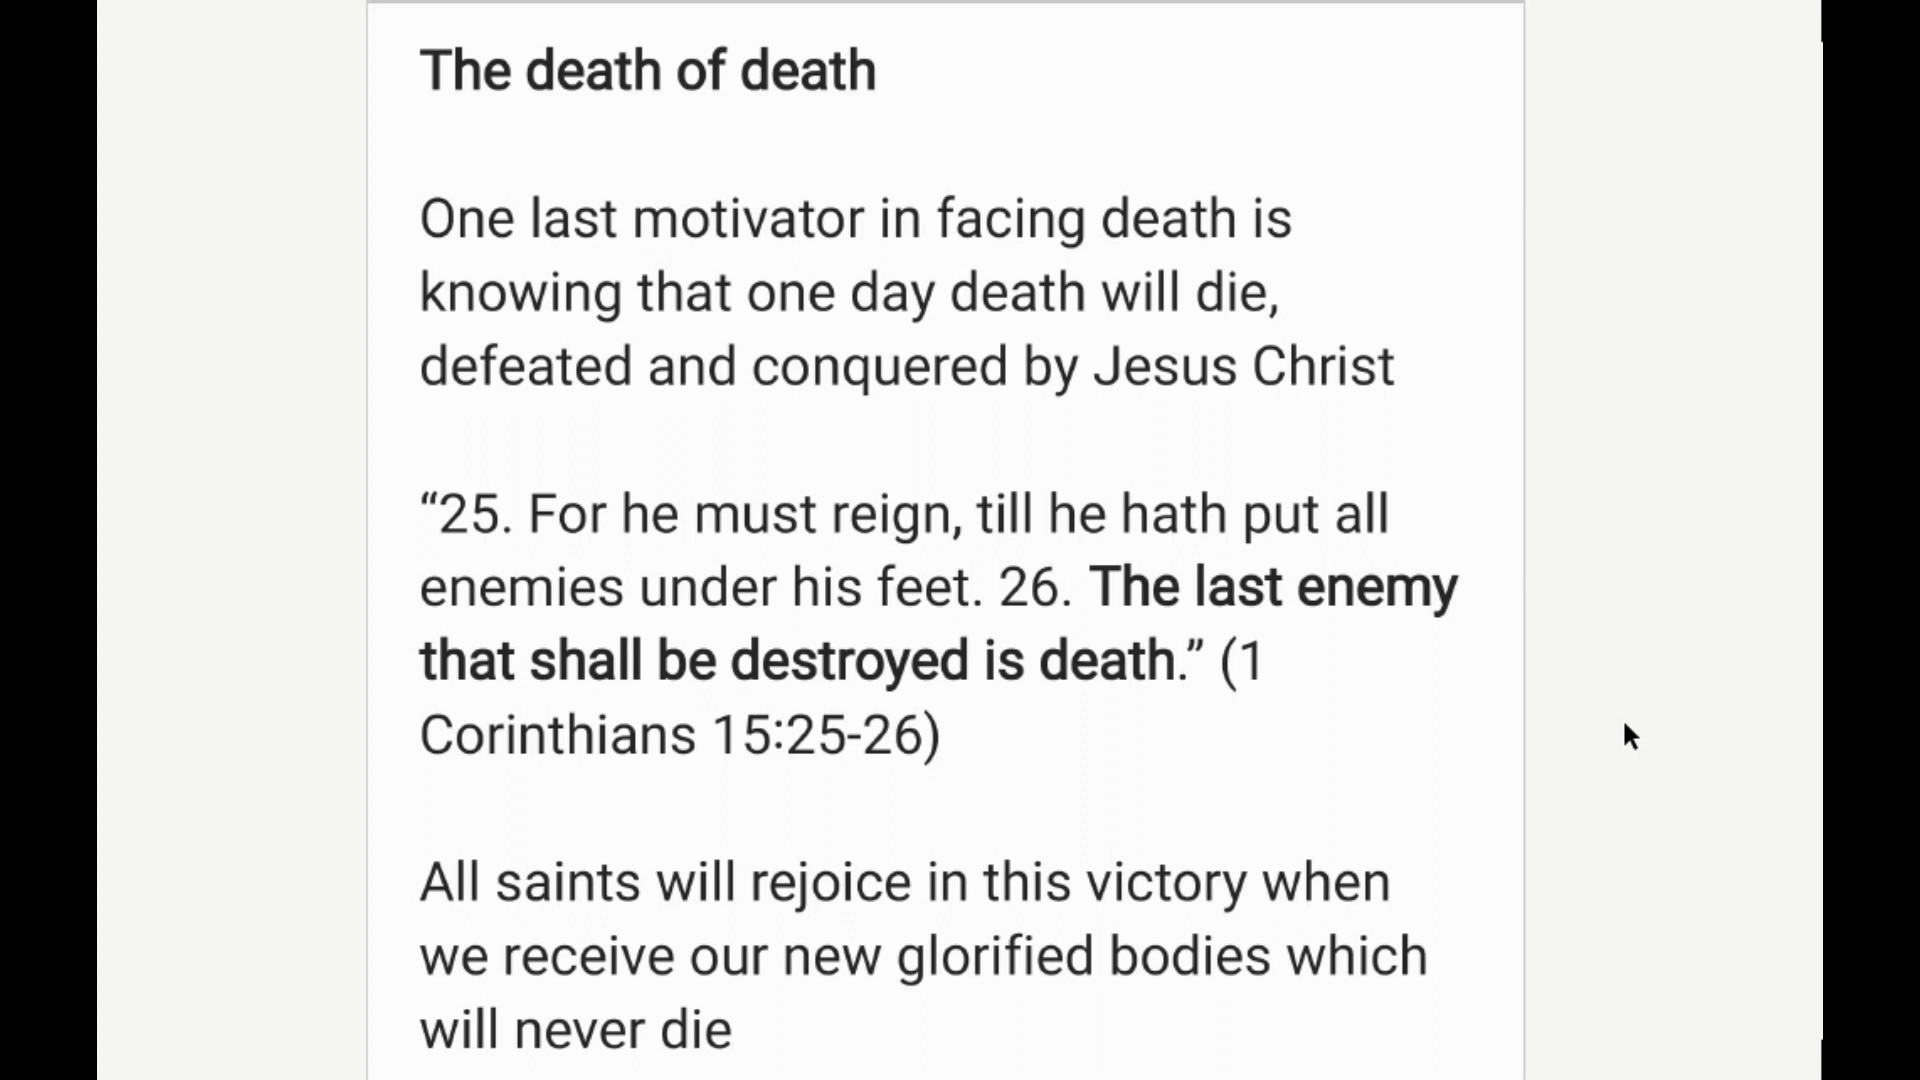 The death of death
One last motivator in facing death is
knowing that one day death will die,
defeated and conquered by Jesus Christ
“25. For he must reign, till he hath put all
enemies under his feet. 26. The last enemy
that shall be destroyed is death.” (1
Corinthians 15:25-26)
All saints will rejoice in this victory when
we receive our new glorified bodies which
will never die